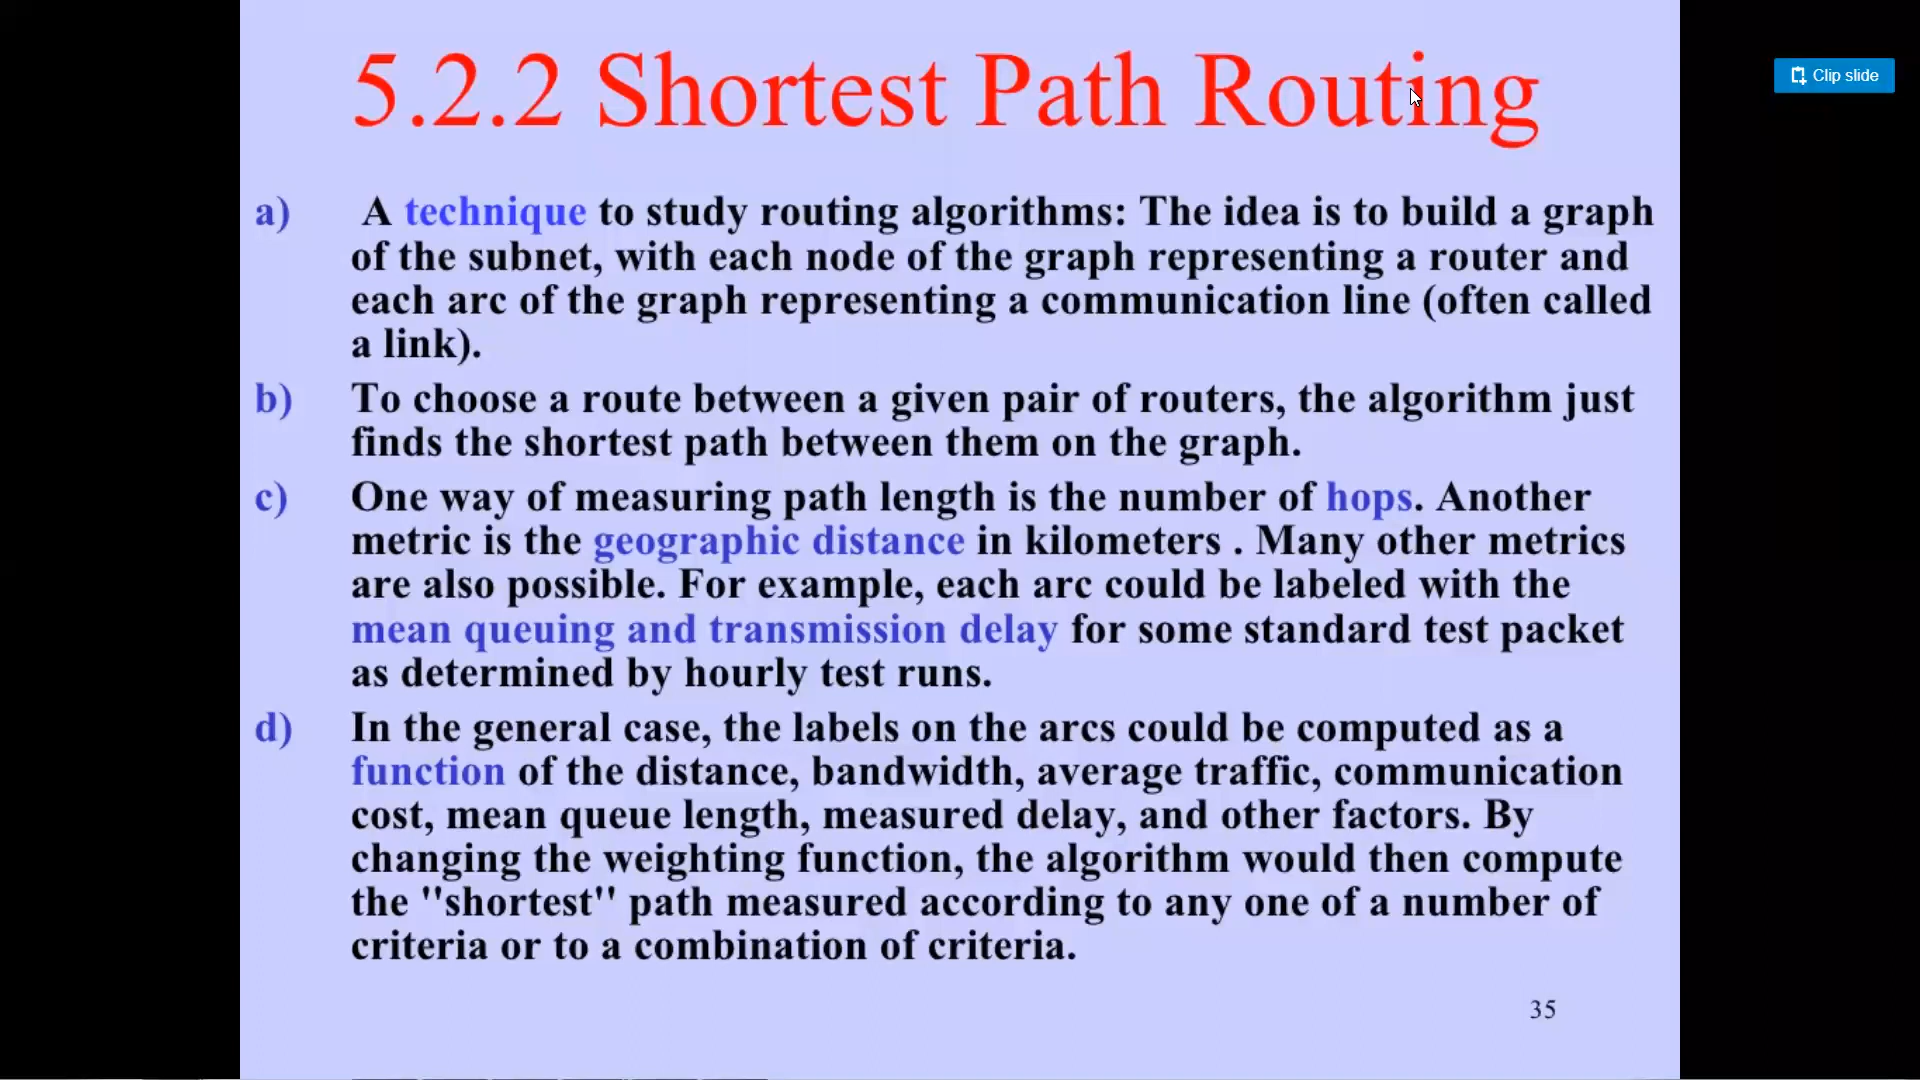 5.2.2 Shortest Path Routing
Clip slide
a) A technique to study routing algorithms: The idea is to build a graph
of the subnet, with each node of the graph representing a router and
each arc of the graph representing a communication line (often called
a link).
b) To choose a route between a given pair of routers, the algorithm just
finds the shortest path between them on the graph.
c) One way of measuring path length is the number of hops. Another
metric is the geographic distance in kilometers . Many other metrics
are also possible. For example, each arc could be labeled with the
mean queuing and transmission delay for some standard test packet
as determined by hourly test runs.
d) In the general case, the labels on the arcs could be computed as a
function of the distance, bandwidth, average traffic, communication
cost, mean queue length, measured delay, and other factors. By
changing the weighting function, the algorithm would then compute
the ''shortest'' path measured according to any one of a number of
criteria or to a combination of criteria.
35